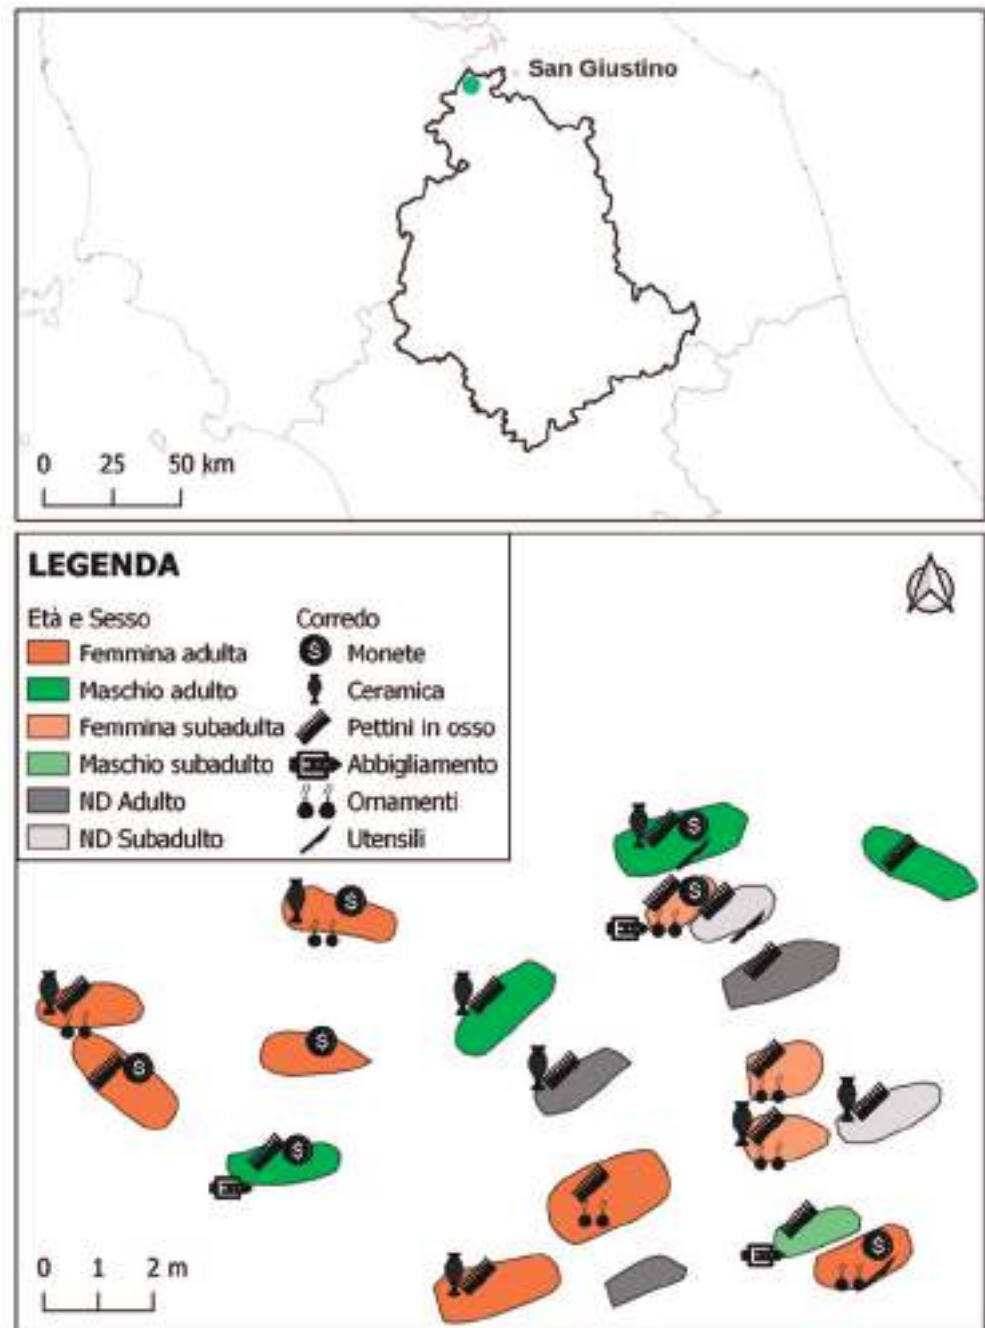 San Giustino
0 25 50 km
LEGENDA
Età e Sesso
Femmina adulta
Maschio adulto
Femmina subadulta
Maschio subadulto
ND Adulto
ND Subadulto
Corredo
Monete
Ceramica
Pettini in osso
Abbigliamento
Ornamenti
Utensili
0 1 2 m